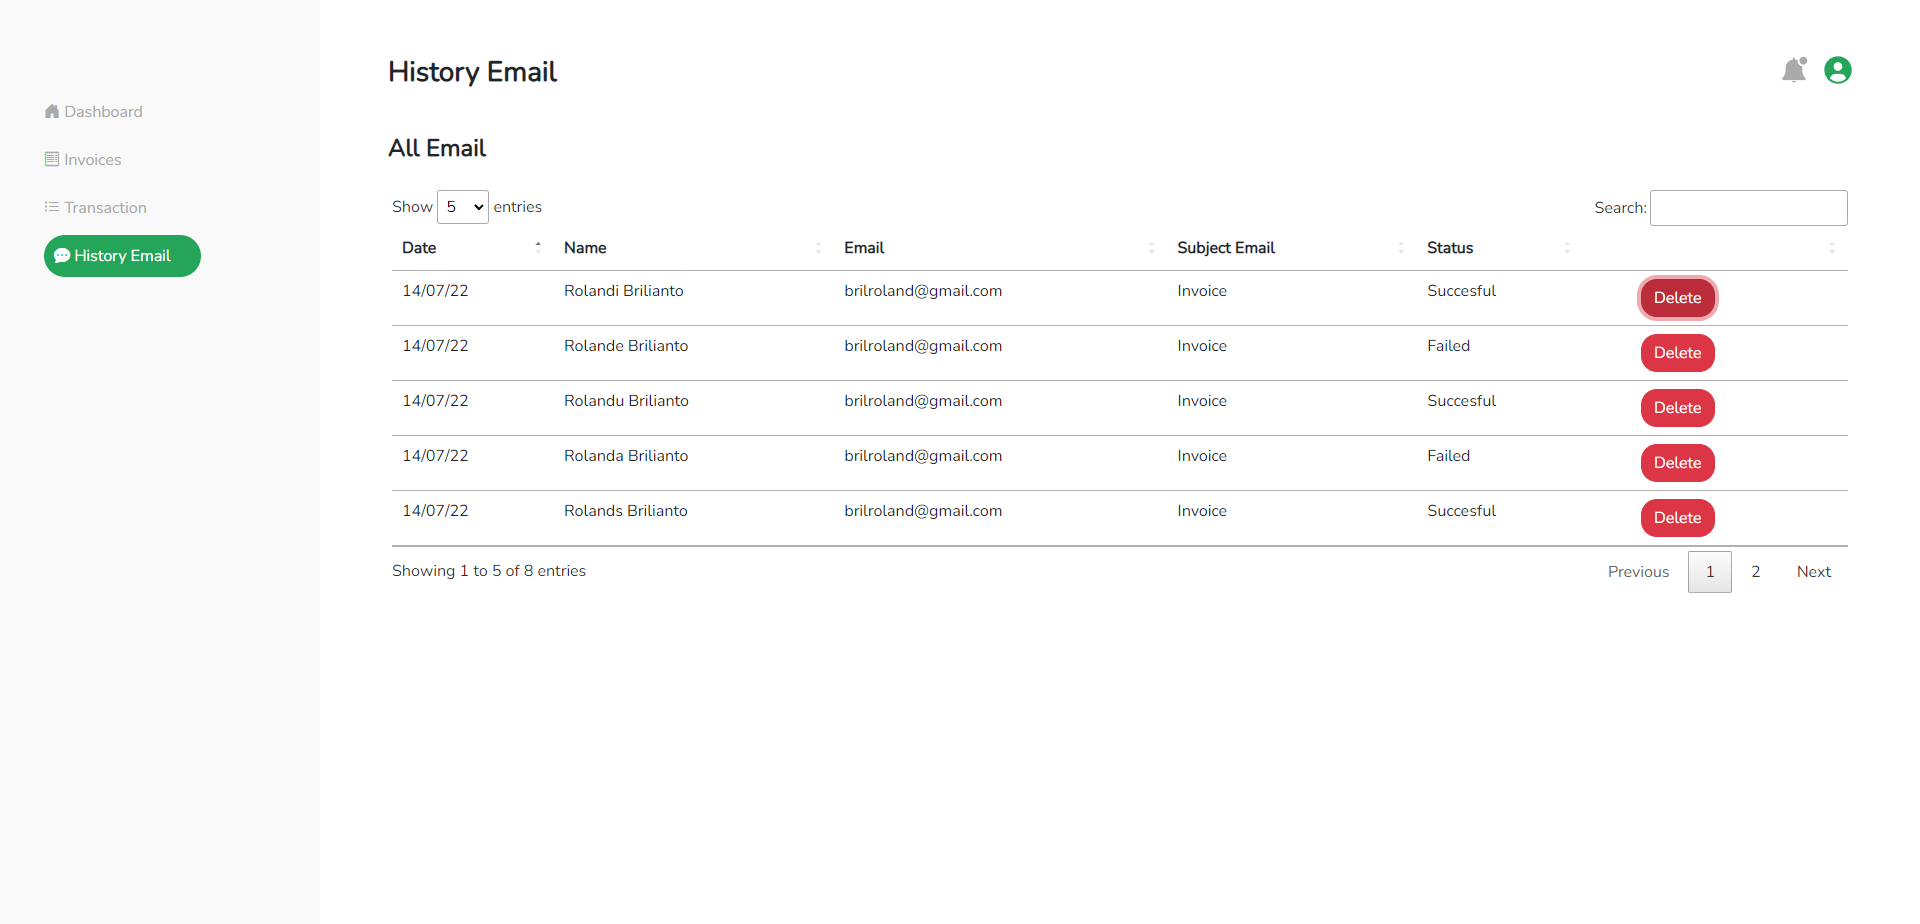 History Email
Dashboard
Invoices
Transaction
History Email
All Email
Show 5 entries
Search:
Date Name Email Subject Email Status
14/07/22 Rolandi Brilianto brilroland@gmail.com Invoice Succesful Delete
14/07/22 Rolande Brilianto brilroland@gmail.com Invoice Failed Delete
14/07/22 Rolandu Brilianto brilroland@gmail.com Invoice Succesful Delete
14/07/22 Rolanda Brilianto brilroland@gmail.com Invoice Failed Delete
14/07/22 Rolands Brilianto brilroland@gmail.com Invoice Succesful Delete
Showing 1 to 5 of 8 entries
Previous 1 2 Next